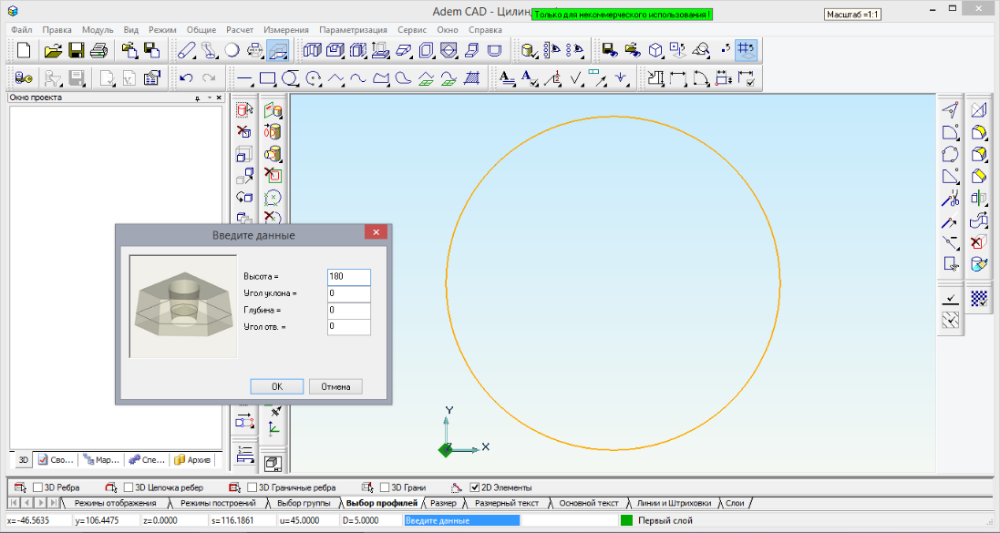 Adem CAD - Цилин
Только для некоммерческого использования !
Масштаб =1:1
Файл Правка Модуль Вид Режим Общие Расчет Измерения Параметризация Сервис Окно Справка
Окно проекта
Введите данные
Высота = 180
Угол уклона = 0
Глубина = 0
Угол отв. = 0
OK Отмена
Y
Z X
3D Сво... Мар... Спе... Архив
3D Ребра 3D Цепочка ребер 3D Граничные ребра 3D Грани 2D Элементы
Режимы отображения Режимы построений Выбор группы Выбор профилей Размер Размерный текст Основной текст Линии и Штриховки Слои
x=-46.5635 y=106.4475 z=0.0000 s=116.1861 u=45.0000 D=5.0000 Введите данные Первый слой